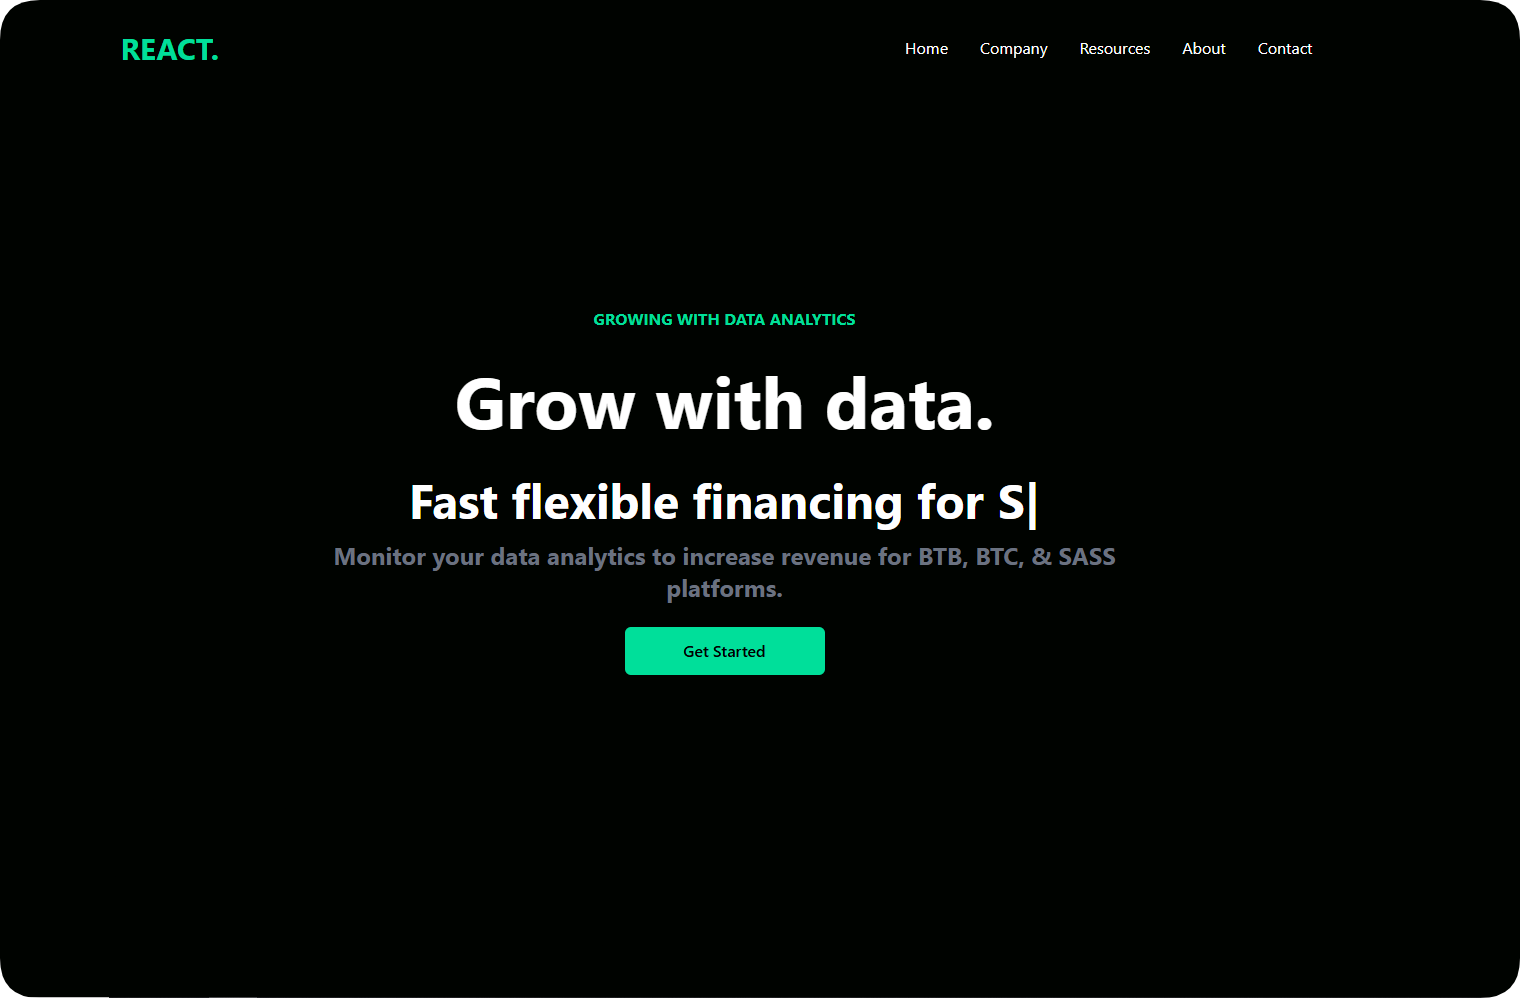 REACT.
Home Company Resources About Contact
GROWING WITH DATA ANALYTICS
Grow with data.
Fast flexible financing for S|
Monitor your data analytics to increase revenue for BTB, BTC, & SASS
platforms.
Get Started